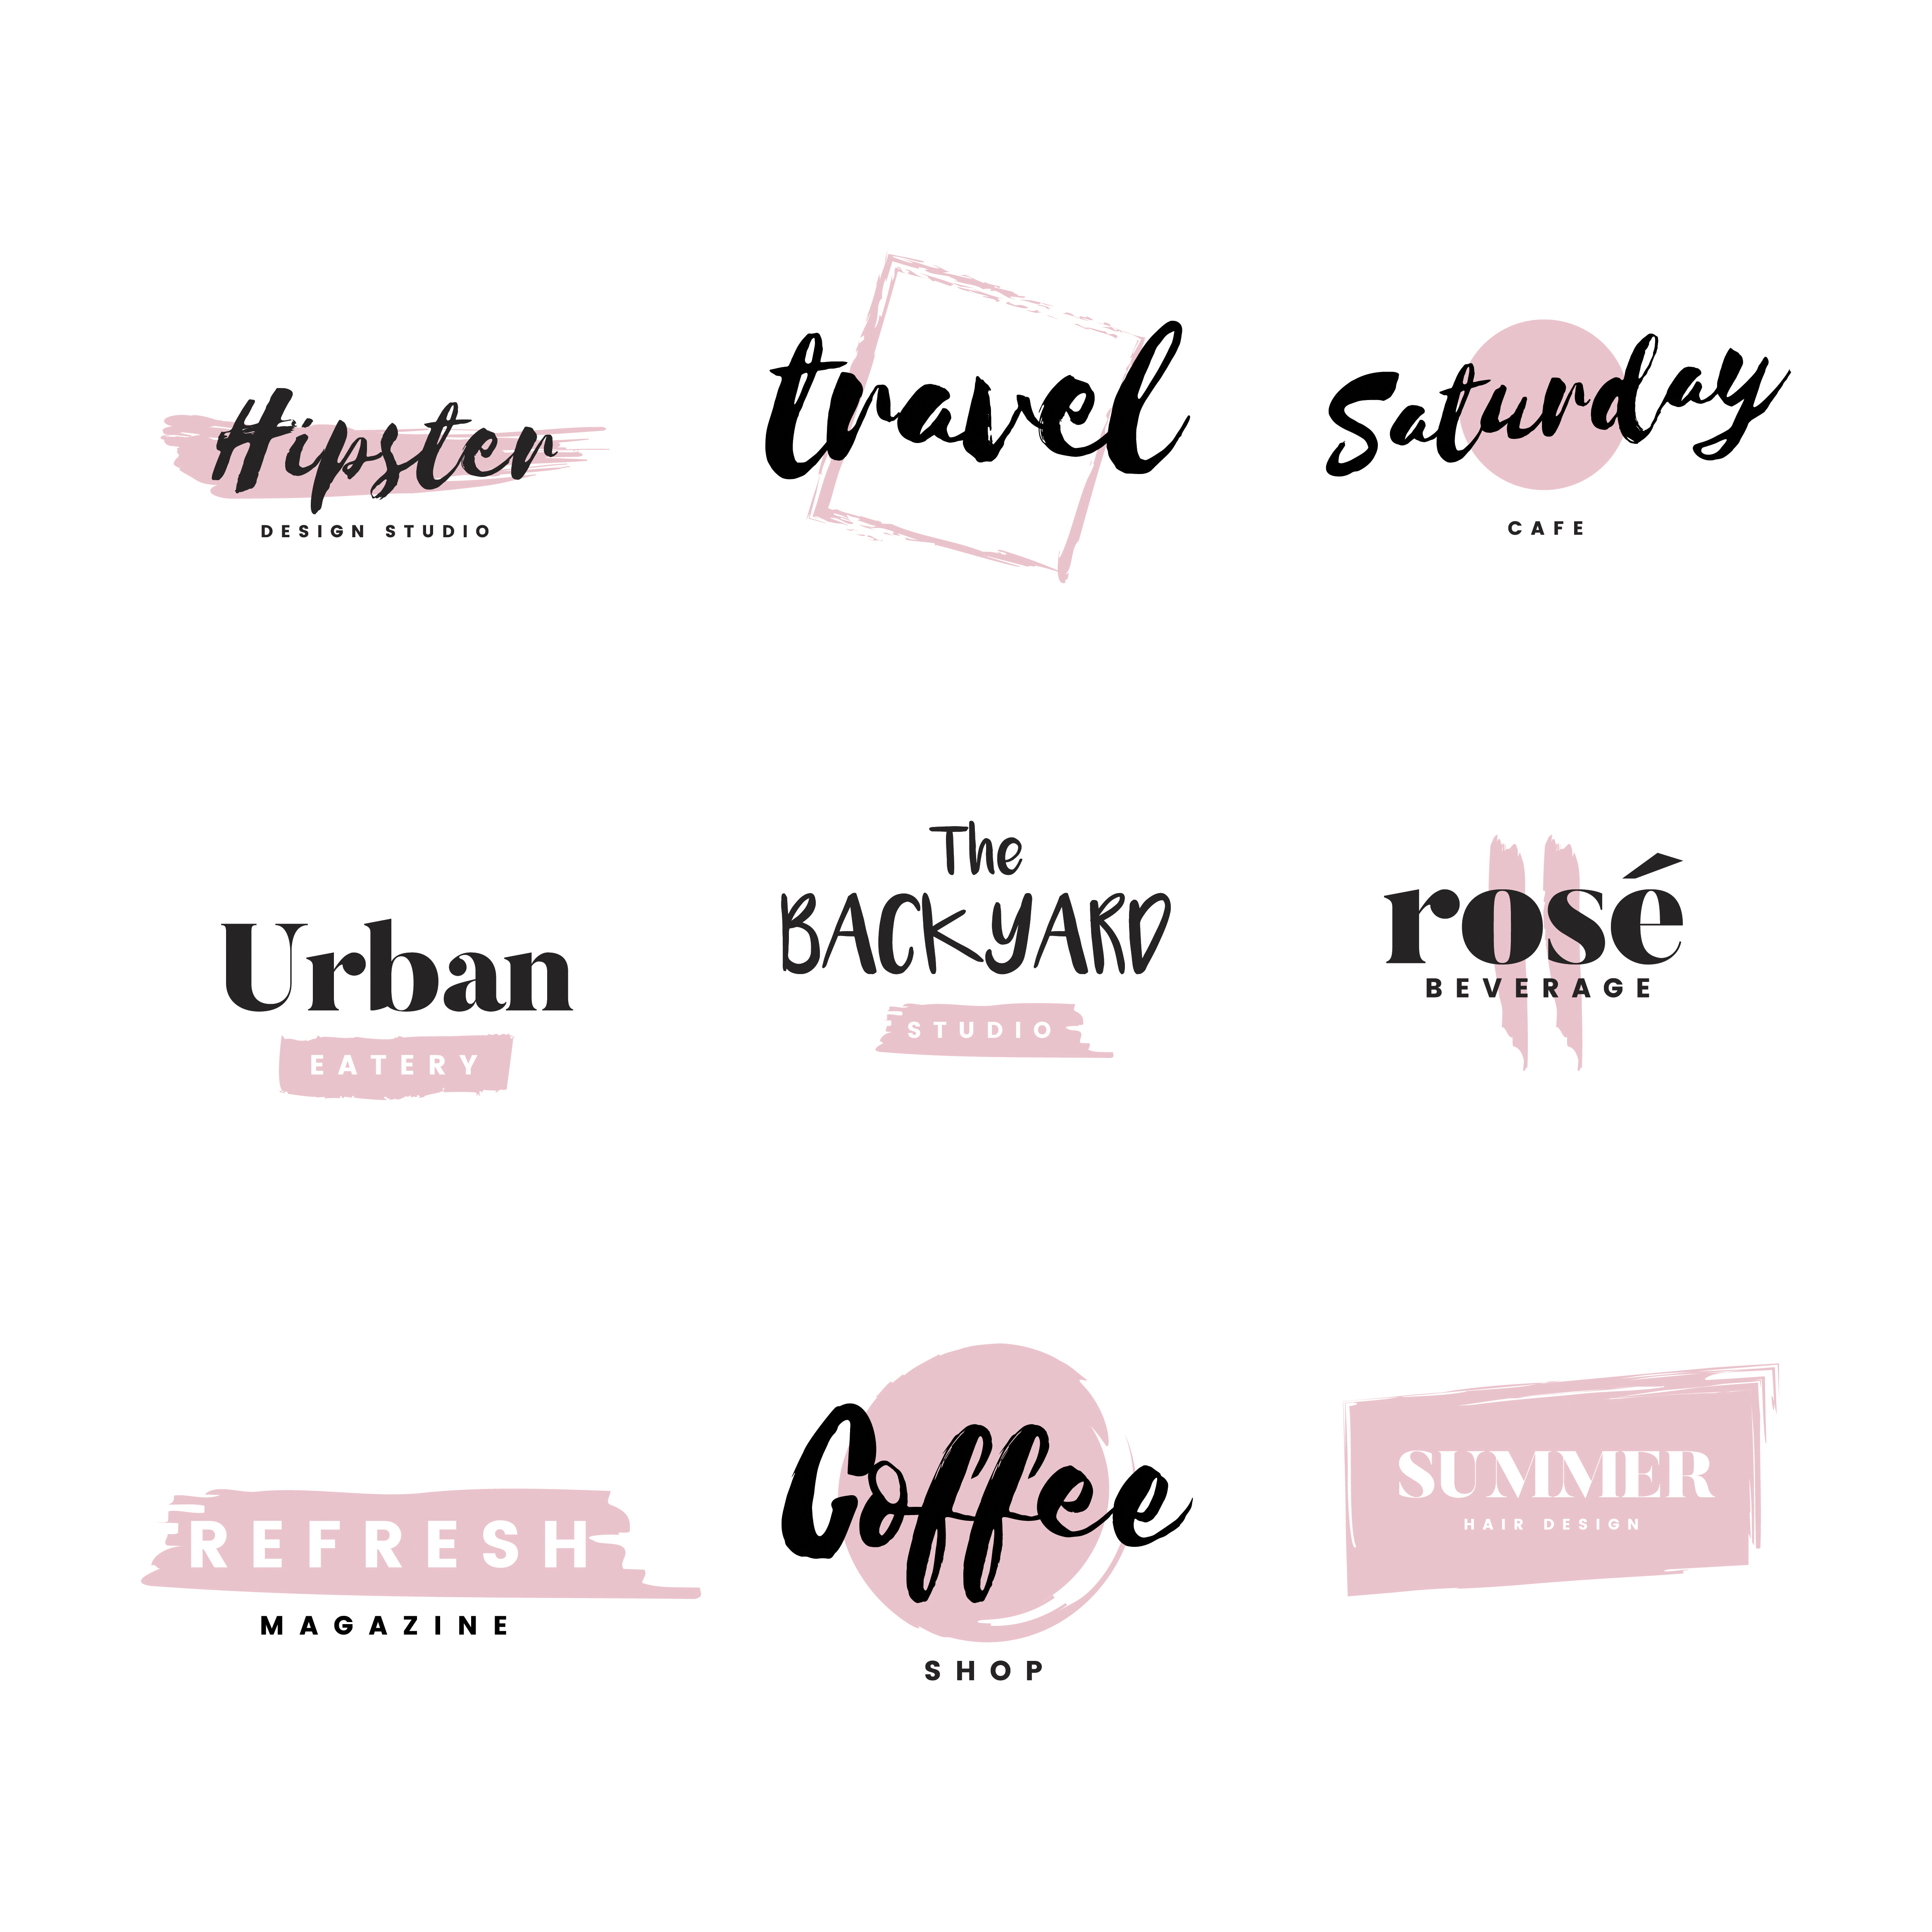 Hipster
DESIGN STUDIO
travel
saturday
CAFE
Urban
EATERY
The
BACKYARD
STUDIO
rosé
BEVERAGE
REFRESH
MAGAZINE
Coffee
SHOP
SUMMER
HAIR DESIGN